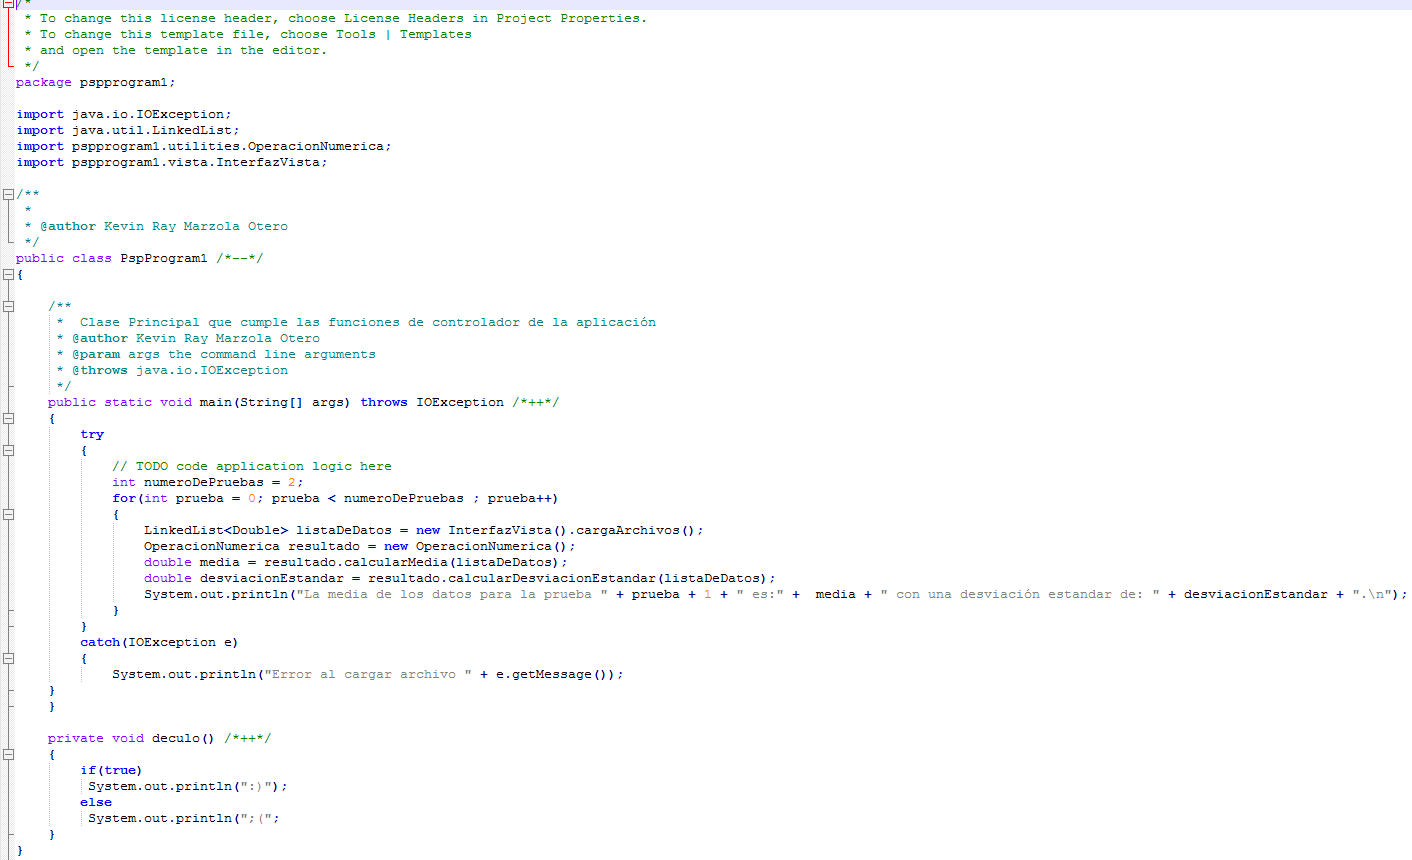 /*
 * To change this license header, choose License Headers in Project Properties.
 * To change this template file, choose Tools | Templates
 * and open the template in the editor.
 */
package pspprogram1;

import java.io.IOException;
import java.util.LinkedList;
import pspprogram1.utilities.OperacionNumerica;
import pspprogram1.vista.InterfazVista;

/**
 *
 * @author Kevin Ray Marzola Otero
 */
public class PspProgram1 /*--*/
{

    /**
     *  Clase Principal que cumple las funciones de controlador de la aplicación
     * @author Kevin Ray Marzola Otero
     * @param args the command line arguments
     * @throws java.io.IOException
     */
    public static void main(String[] args) throws IOException /*++*/
    {
        try
        {
            // TODO code application logic here
            int numeroDePruebas = 2;
            for(int prueba = 0; prueba < numeroDePruebas ; prueba++)
            {
                LinkedList<Double> listaDeDatos = new InterfazVista().cargaArchivos();
                OperacionNumerica resultado = new OperacionNumerica();
                double media = resultado.calcularMedia(listaDeDatos);
                double desviacionEstandar = resultado.calcularDesviacionEstandar(listaDeDatos);
                System.out.println("La media de los datos para la prueba " + prueba + 1 + " es:" +  media + " con una desviación estandar de: " + desviacionEstandar + ".\n");
            }
        }
        catch(IOException e)
        {
            System.out.println("Error al cargar archivo " + e.getMessage());
    }
    }

    private void deculo() /*++*/
    {
        if(true)
         System.out.println(":)");
        else
         System.out.println(";(";
    }
}